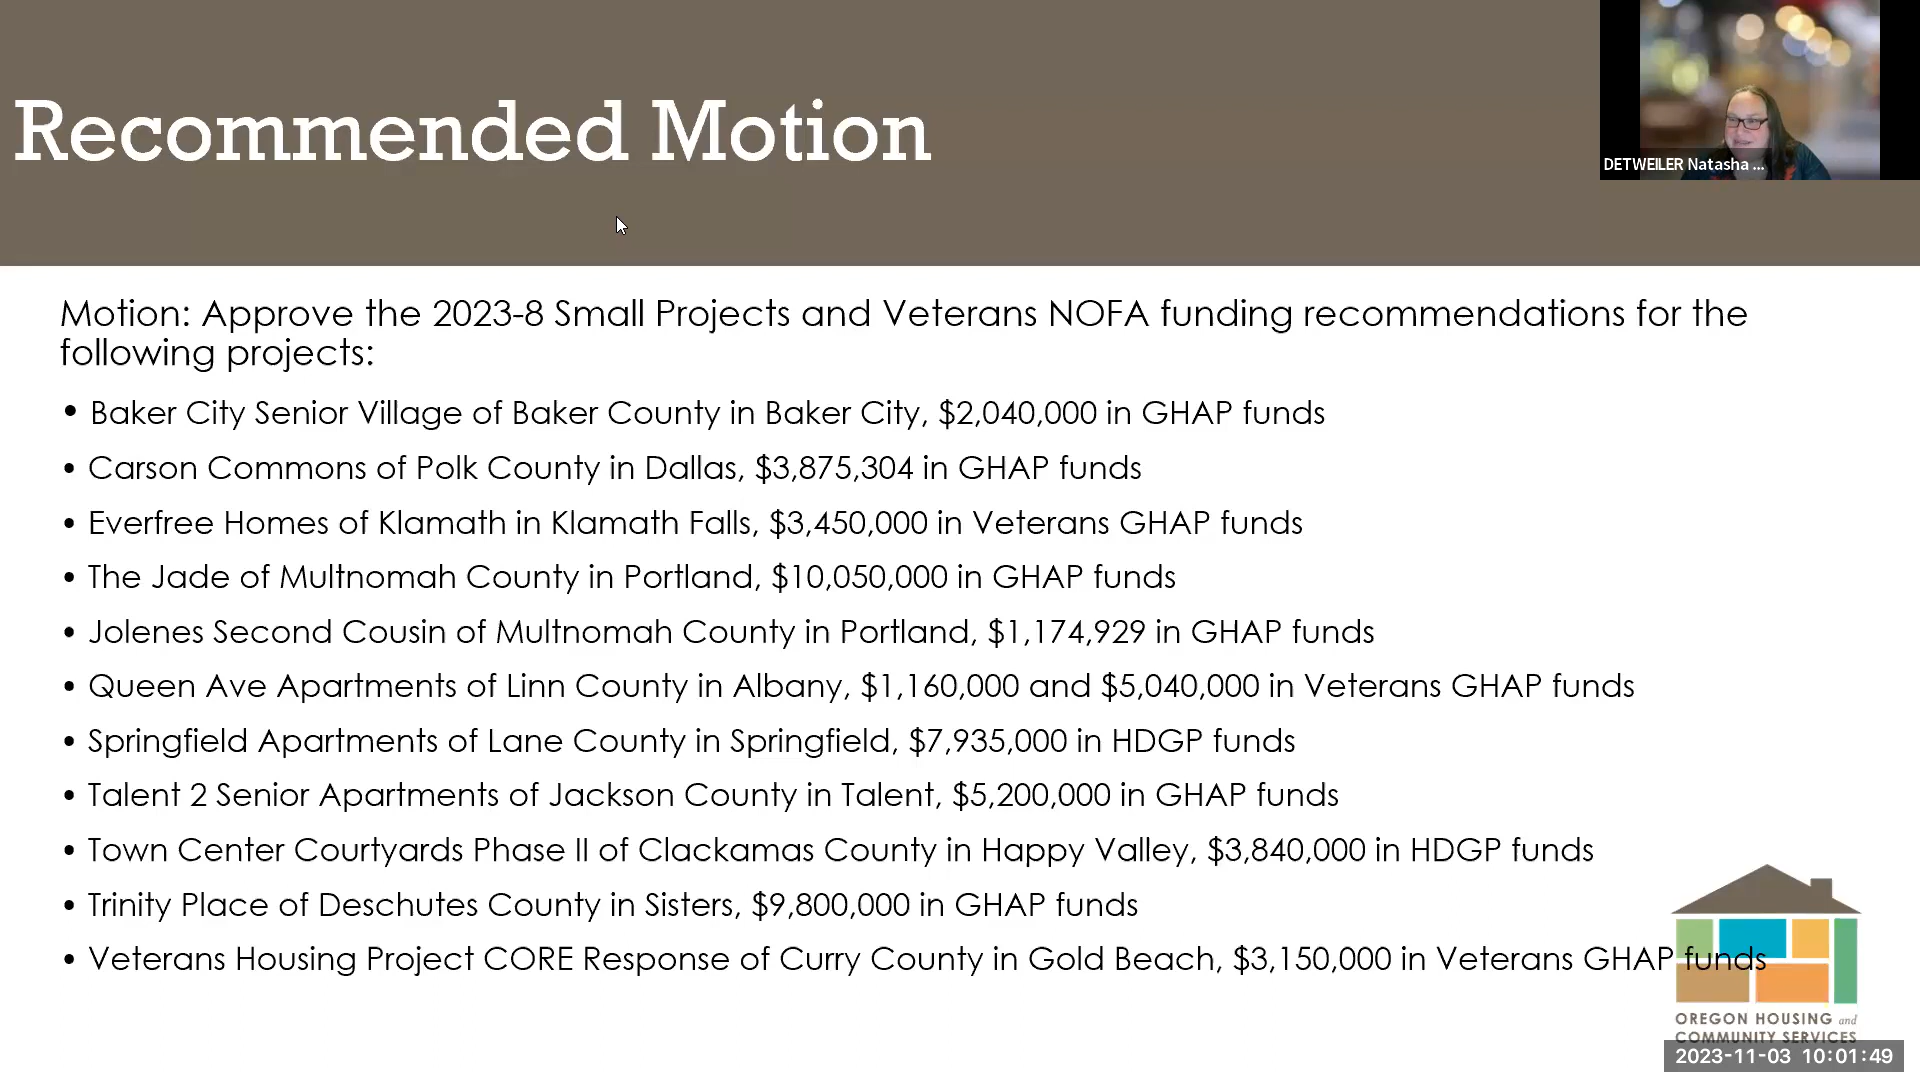 Recommended Motion
DETWEILER Natasha ...
Motion: Approve the 2023-8 Small Projects and Veterans NOFA funding recommendations for the
following projects:
• Baker City Senior Village of Baker County in Baker City, $2,040,000 in GHAP funds
• Carson Commons of Polk County in Dallas, $3,875,304 in GHAP funds
• Everfree Homes of Klamath in Klamath Falls, $3,450,000 in Veterans GHAP funds
• The Jade of Multnomah County in Portland, $10,050,000 in GHAP funds
• Jolenes Second Cousin of Multnomah County in Portland, $1,174,929 in GHAP funds
• Queen Ave Apartments of Linn County in Albany, $1,160,000 and $5,040,000 in Veterans GHAP funds
• Springfield Apartments of Lane County in Springfield, $7,935,000 in HDGP funds
• Talent 2 Senior Apartments of Jackson County in Talent, $5,200,000 in GHAP funds
• Town Center Courtyards Phase II of Clackamas County in Happy Valley, $3,840,000 in HDGP funds
• Trinity Place of Deschutes County in Sisters, $9,800,000 in GHAP funds
• Veterans Housing Project CORE Response of Curry County in Gold Beach, $3,150,000 in Veterans GHAP funds
OREGON HOUSING and
COMMUNITY SERVICES
2023-11-03 10:01:49